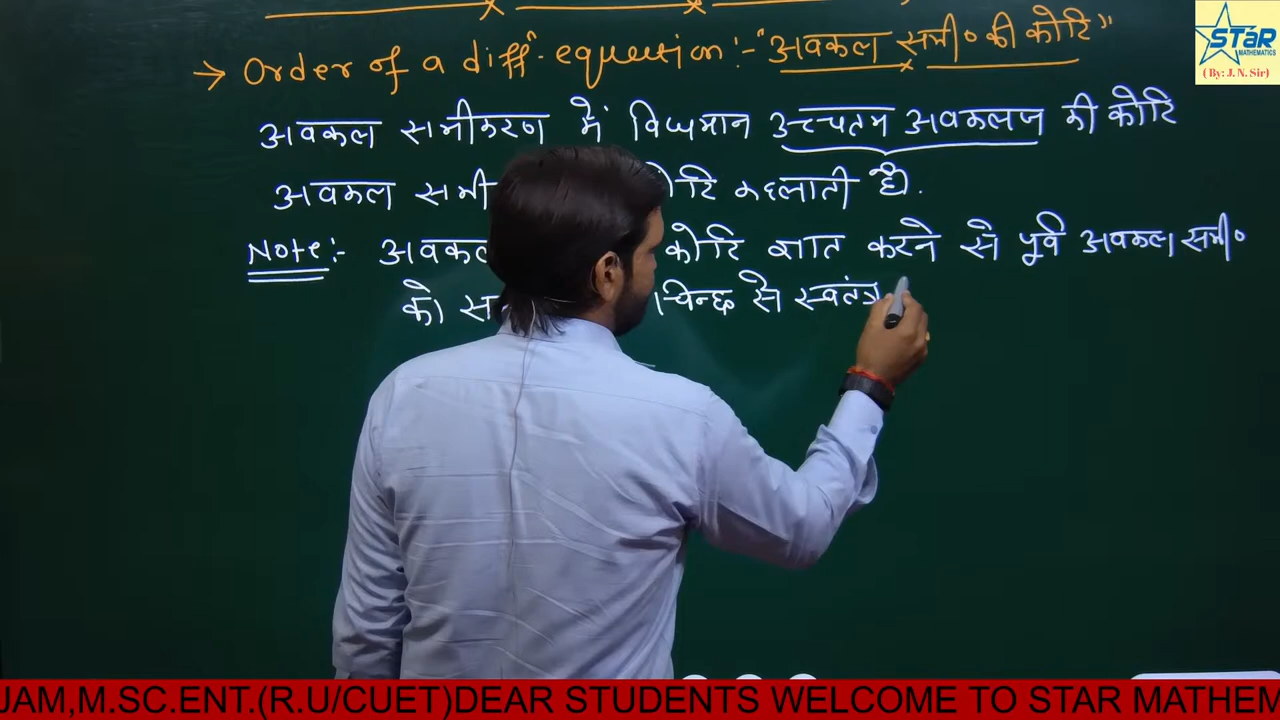 → Order of a diffⁿ. equation:- "अवकल समी० की कोटि"
अवकल समीकरण में विद्यमान उच्चतम अवकलज की कोटि
अवकल समी कोटि कहलाती है।
Note:- अवकल कोटि ज्ञात करने से पूर्व अवकल समी०
को चिन्ह से स्वतंत्र
STAR
MATHEMATICS
( By: J. N. Sir)
JAM,M.SC.ENT.(R.U/CUET)DEAR STUDENTS WELCOME TO STAR MATHEM